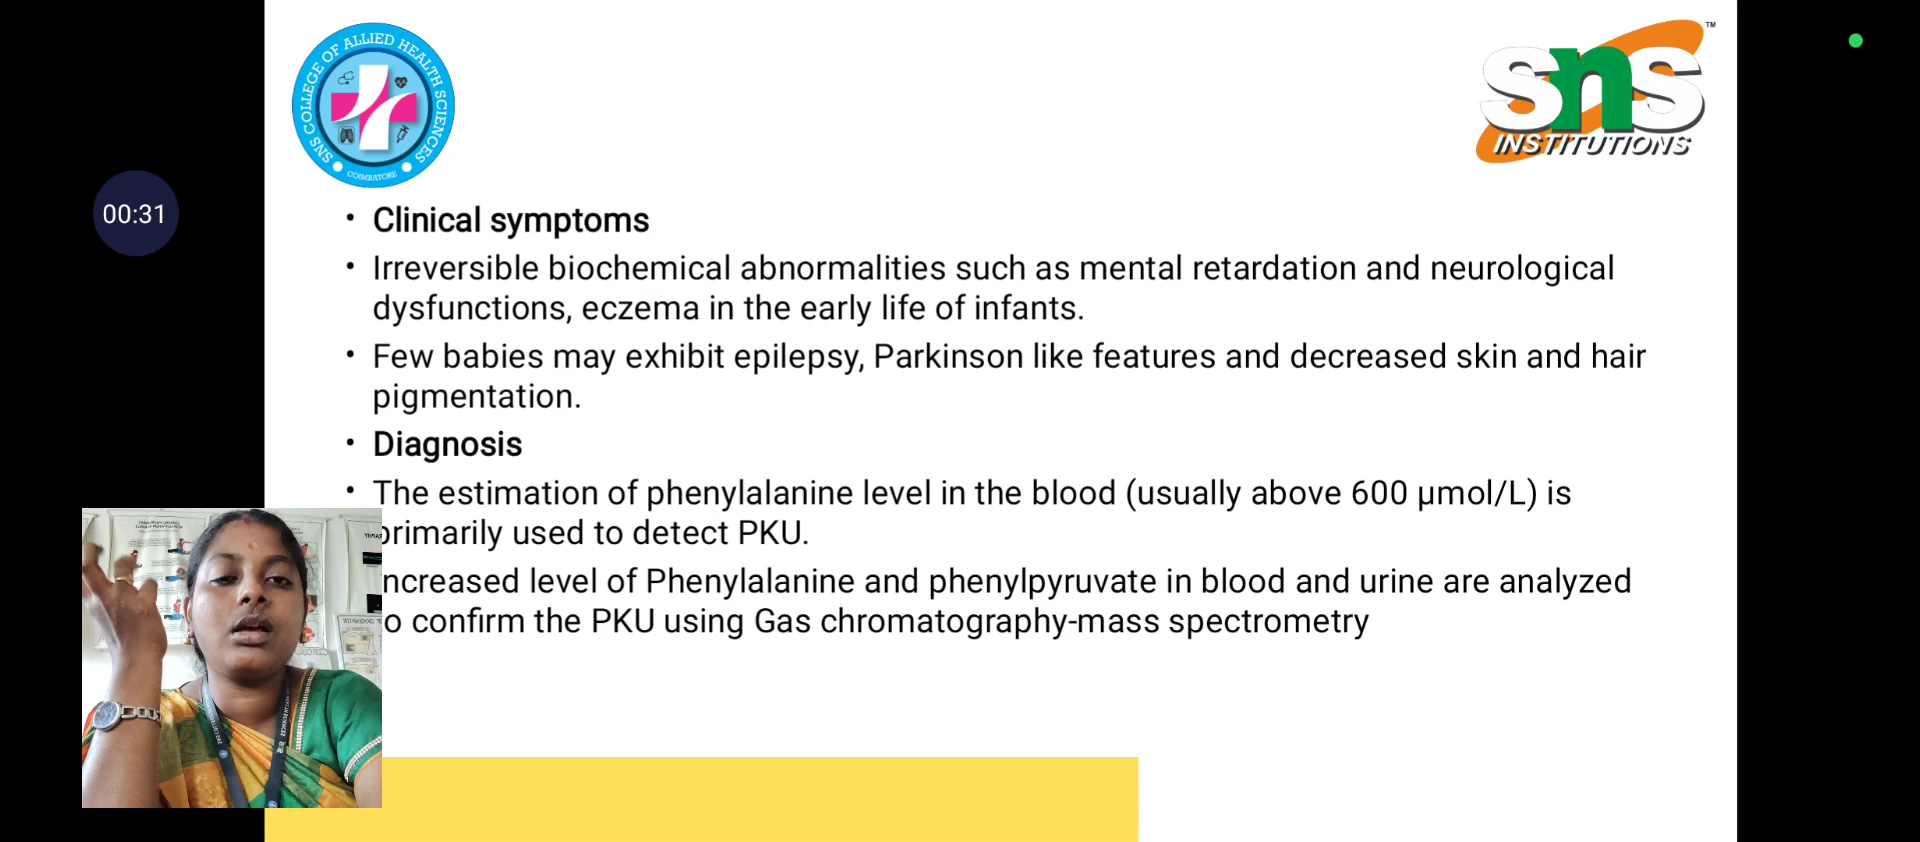 SNS COLLEGE OF ALLIED HEALTH SCIENCES
COIMBATORE
TM
sns
INSTITUTIONS
00:31
• Clinical symptoms
• Irreversible biochemical abnormalities such as mental retardation and neurological
dysfunctions, eczema in the early life of infants.
• Few babies may exhibit epilepsy, Parkinson like features and decreased skin and hair
pigmentation.
• Diagnosis
• The estimation of phenylalanine level in the blood (usually above 600 µmol/L) is
primarily used to detect PKU.
ncreased level of Phenylalanine and phenylpyruvate in blood and urine are analyzed
o confirm the PKU using Gas chromatography-mass spectrometry